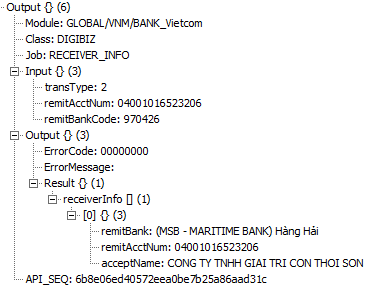 Output {} (6)
Module: GLOBAL/VNM/BANK_Vietcom
Class: DIGIBIZ
Job: RECEIVER_INFO
Input {} (3)
transType: 2
remitAcctNum: 04001016523206
remitBankCode: 970426
Output {} (3)
ErrorCode: 00000000
ErrorMessage:
Result {} (1)
receiverInfo [] (1)
[0] {} (3)
remitBank: (MSB - MARITIME BANK) Hàng Hải
remitAcctNum: 04001016523206
acceptName: CONG TY TNHH GIAI TRI CON THOI SON
API_SEQ: 6b8e06ed40572eea0be7b25a86aad31c